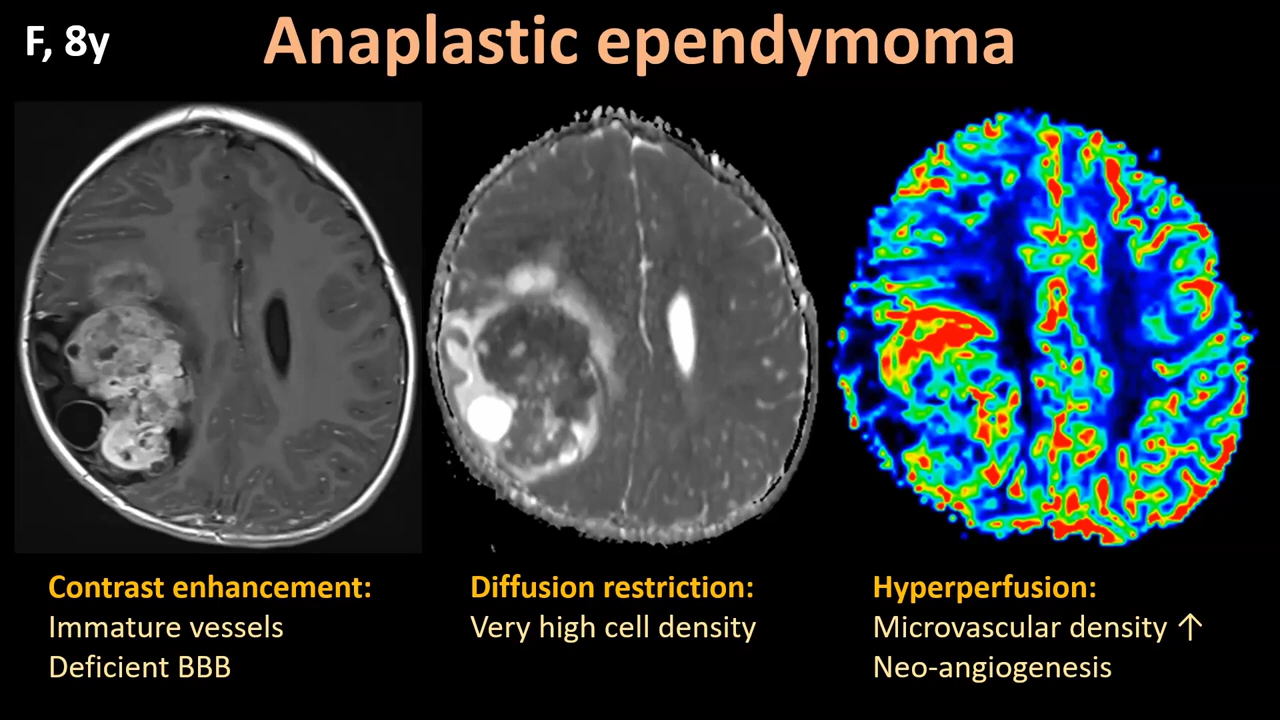 F, 8y
Anaplastic ependymoma
Contrast enhancement:
Immature vessels
Deficient BBB
Diffusion restriction:
Very high cell density
Hyperperfusion:
Microvascular density ↑
Neo-angiogenesis